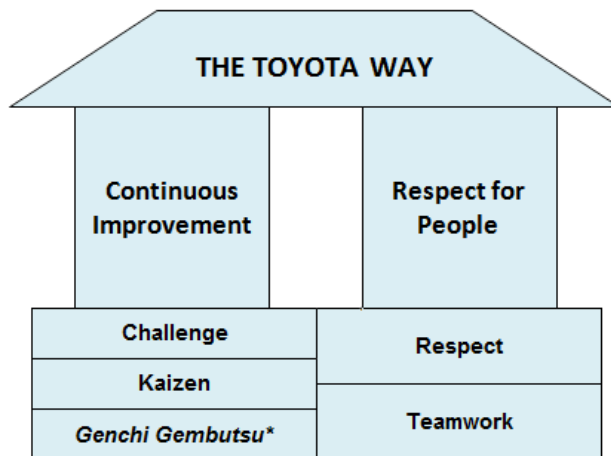 THE TOYOTA WAY
Continuous
Improvement
Respect for
People
Challenge
Kaizen
Genchi Gembutsu*
Respect
Teamwork